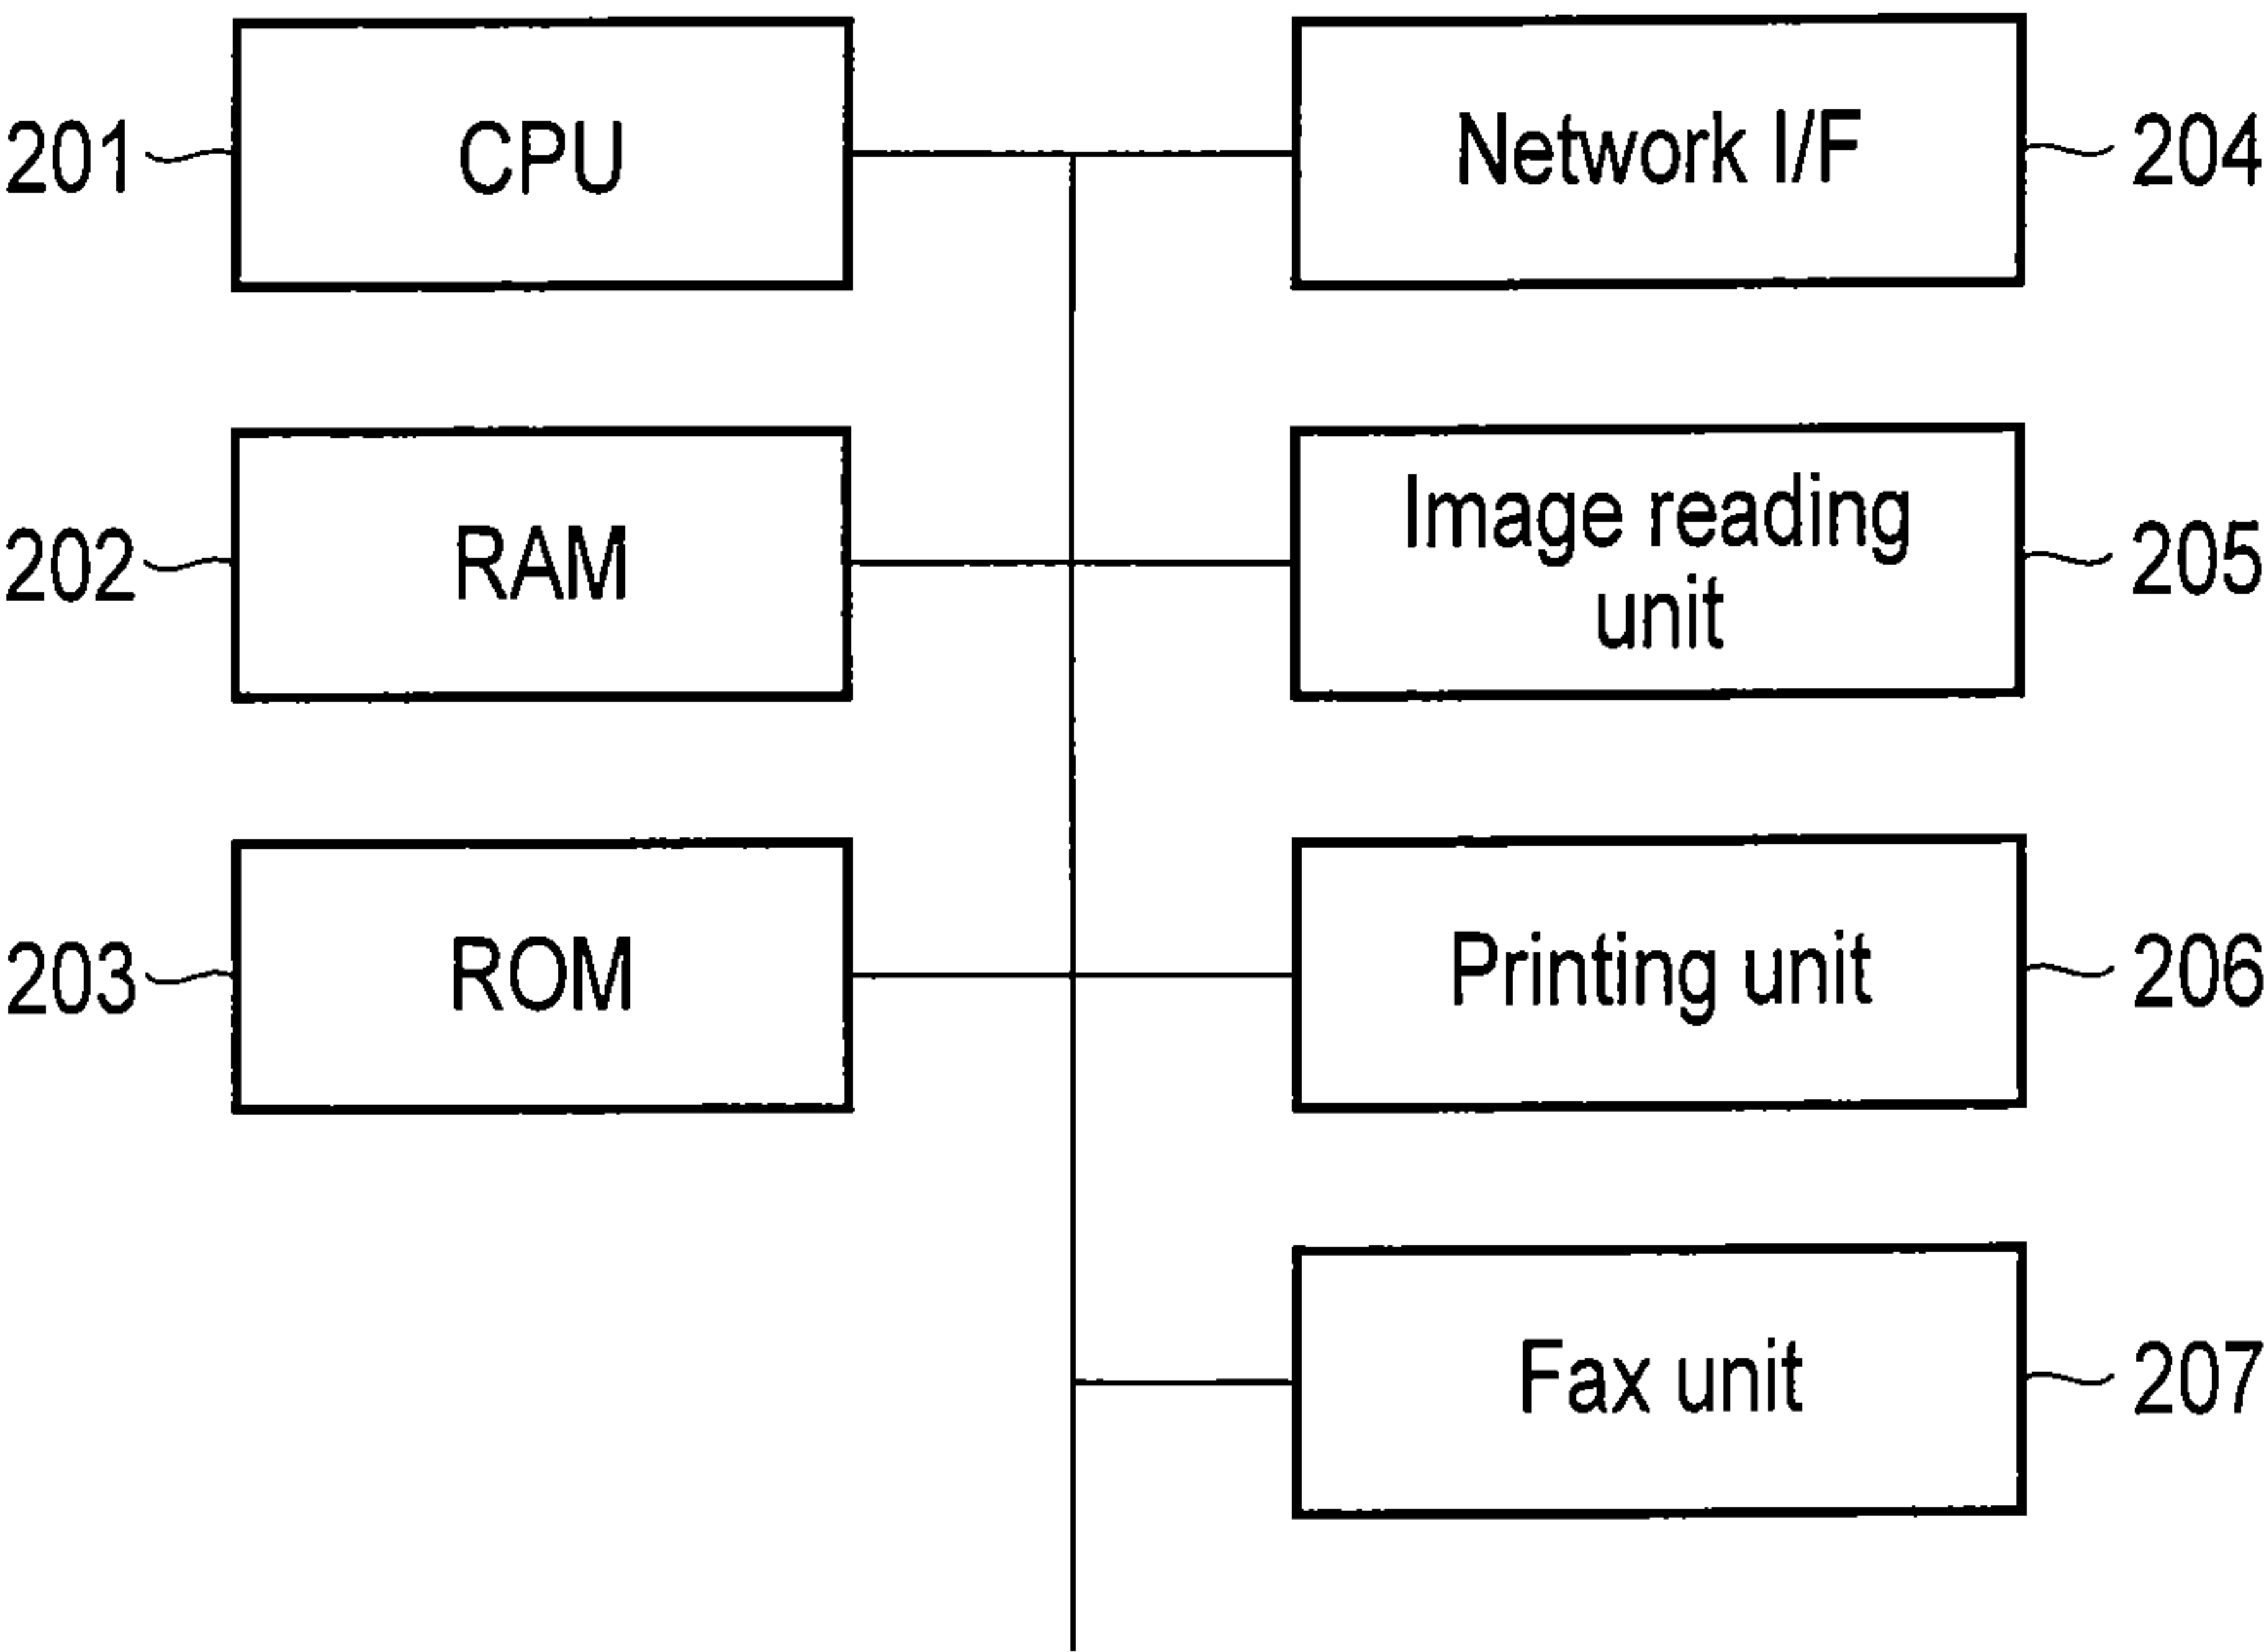 201
CPU
Network I/F
204
202
RAM
Image reading
unit
205
203
ROM
Printing unit
206
Fax unit
207